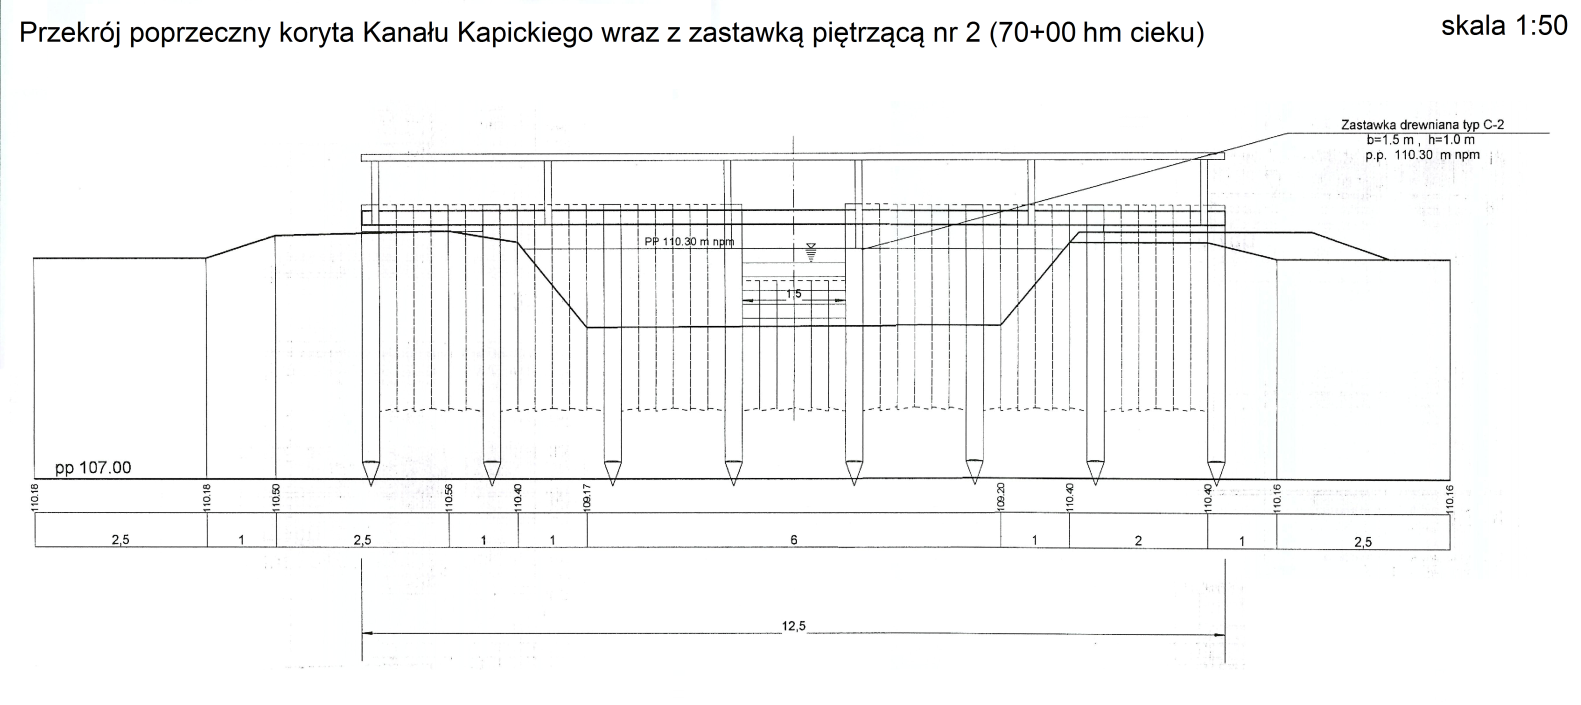 Przekrój poprzeczny koryta Kanału Kapickiego wraz z zastawką piętrzącą nr 2 (70+00 hm cieku)
skala 1:50
Zastawka drewniana typ C-2
b=1.5 m , h=1.0 m
p.p. 110.30 m npm
PP 110.30 m npm
1,5
pp 107.00
110.18 110.18 110.50 110.56 110.40 109.17 109.20 110.40 110.40 110.16 110.16
2,5 1 2,5 1 1 6 1 2 1 2,5
12,5